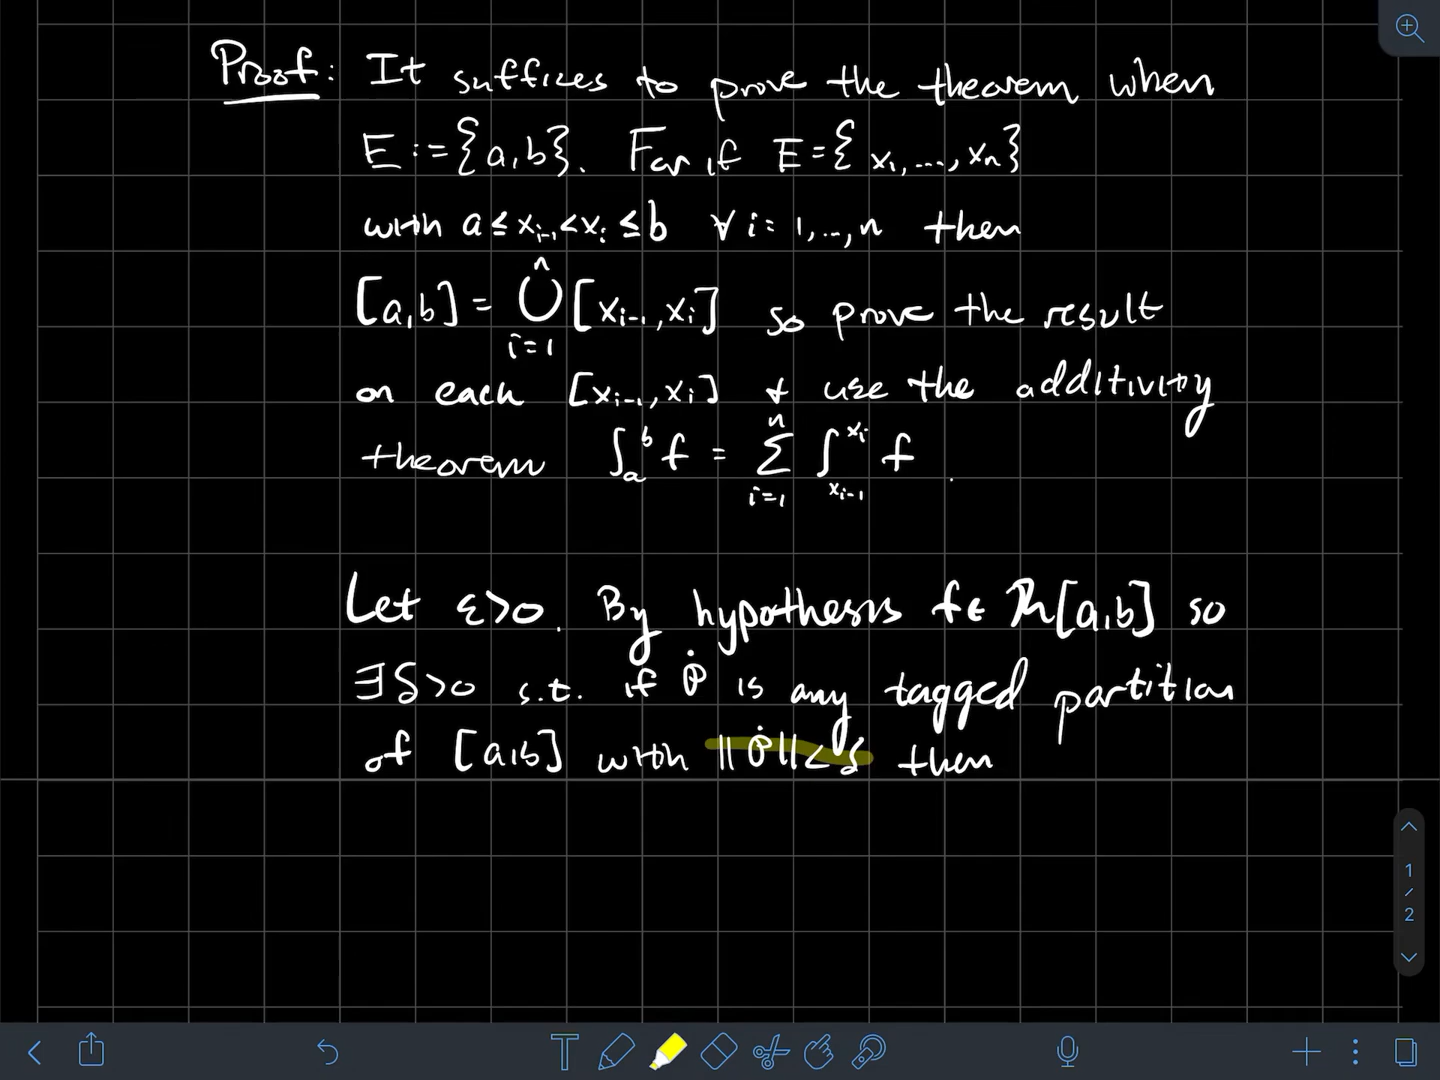 Proof: It suffices to prove the theorem when
E := {a,b}. For if E = {x₁,...,xₙ}
with a ≤ xᵢ₋₁ < xᵢ ≤ b ∀ i = 1,...,n then
[a,b] = ⋃ᵢ₌₁ⁿ [xᵢ₋₁, xᵢ] so prove the result
on each [xᵢ₋₁, xᵢ] & use the additivity
theorem ∫ₐᵇ f = ∑ᵢ₌₁ⁿ ∫_{xᵢ₋₁}^{xᵢ} f .
Let ε>0. By hypothesis f ∈ ℛ[a,b] so
∃ δ>0 s.t. if Ṗ is any tagged partition
of [a,b] with ||Ṗ|| < δ then
1
/
2
T